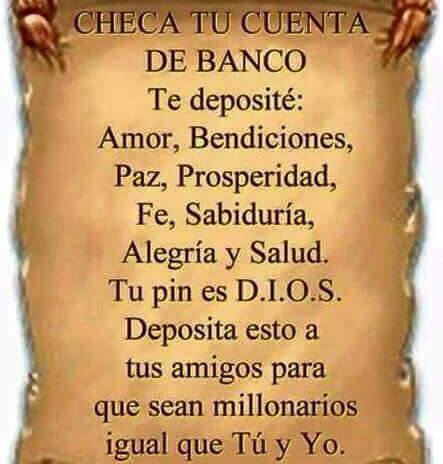 CHECA TU CUENTA
DE BANCO
Te deposité:
Amor, Bendiciones,
Paz, Prosperidad,
Fe, Sabiduría,
Alegría y Salud.
Tu pin es D.I.O.S.
Deposita esto a
tus amigos para
que sean millonarios
igual que Tú y Yo.